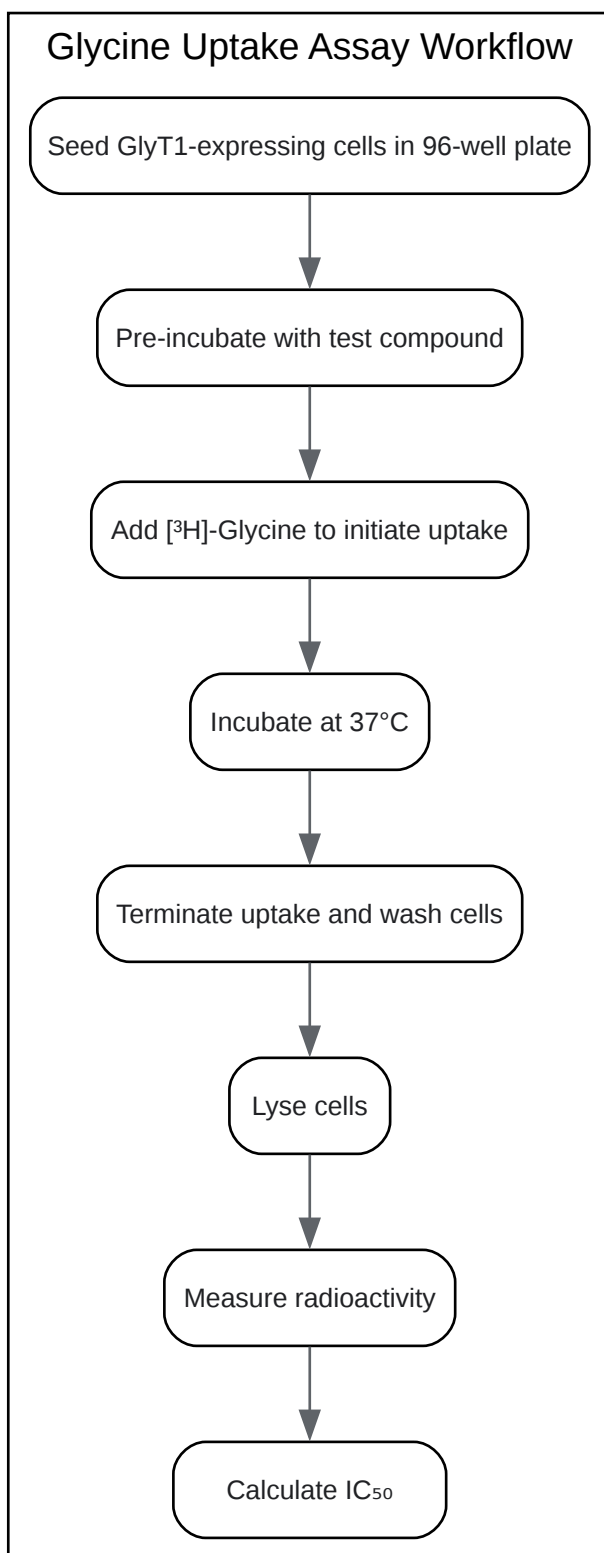 Glycine Uptake Assay Workflow
Seed GlyT1-expressing cells in 96-well plate
Pre-incubate with test compound
Add [³H]-Glycine to initiate uptake
Incubate at 37°C
Terminate uptake and wash cells
Lyse cells
Measure radioactivity
Calculate IC₅₀